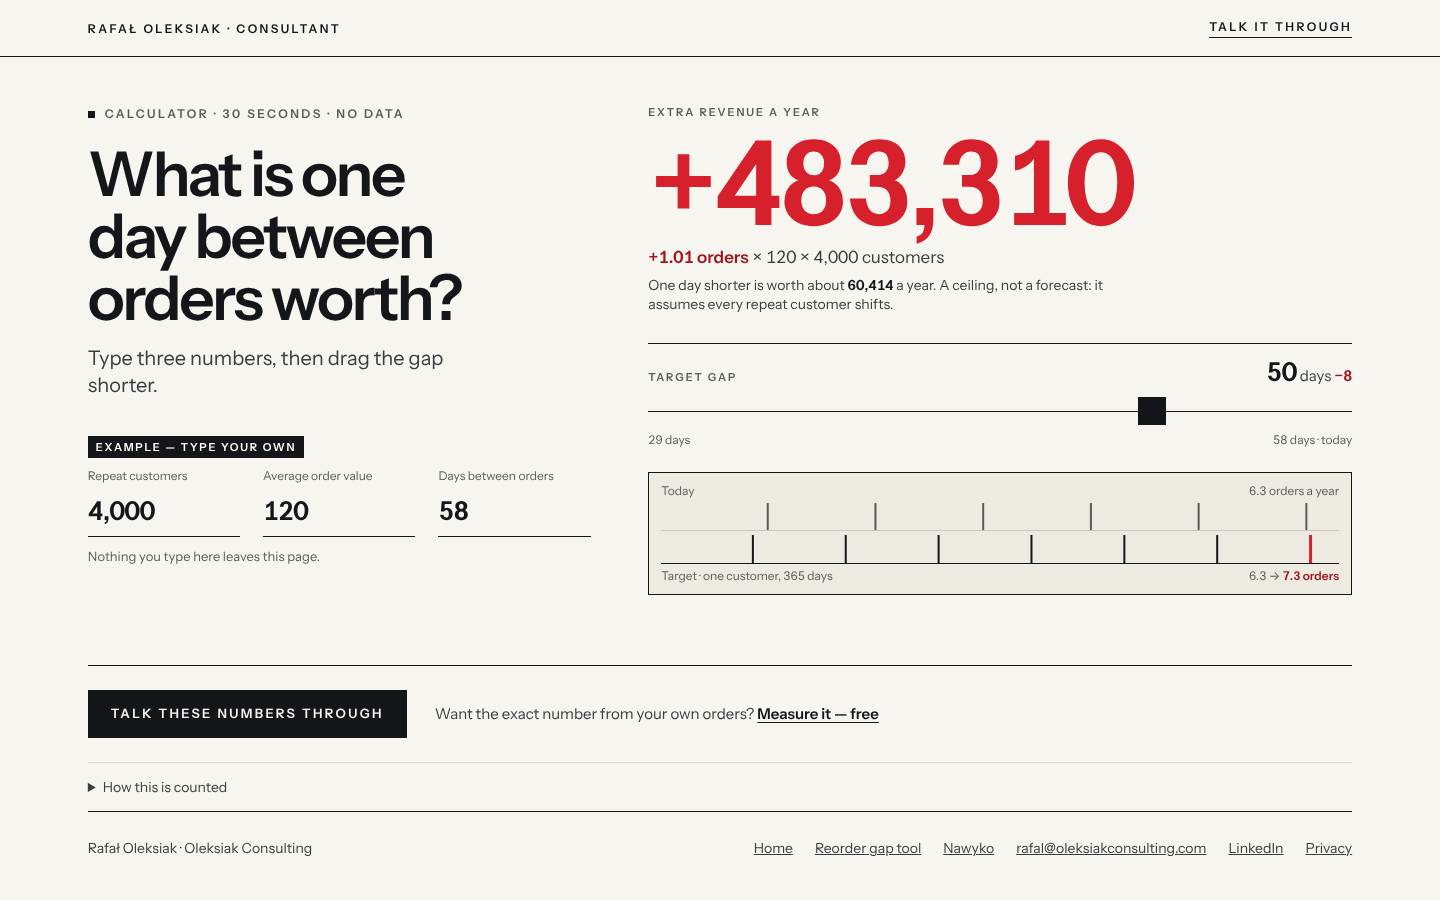 RAFAŁ OLEKSIAK · CONSULTANT
TALK IT THROUGH
CALCULATOR · 30 SECONDS · NO DATA
What is one
day between
orders worth?
Type three numbers, then drag the gap
shorter.
EXAMPLE — TYPE YOUR OWN
Repeat customers
4,000
Average order value
120
Days between orders
58
Nothing you type here leaves this page.
EXTRA REVENUE A YEAR
+483,310
+1.01 orders × 120 × 4,000 customers
One day shorter is worth about 60,414 a year. A ceiling, not a forecast: it
assumes every repeat customer shifts.
TARGET GAP
50 days −8
29 days
58 days · today
Today
6.3 orders a year
Target · one customer, 365 days
6.3 → 7.3 orders
TALK THESE NUMBERS THROUGH
Want the exact number from your own orders? Measure it — free
▶ How this is counted
Rafał Oleksiak · Oleksiak Consulting
Home
Reorder gap tool
Nawyko
rafal@oleksiakconsulting.com
LinkedIn
Privacy